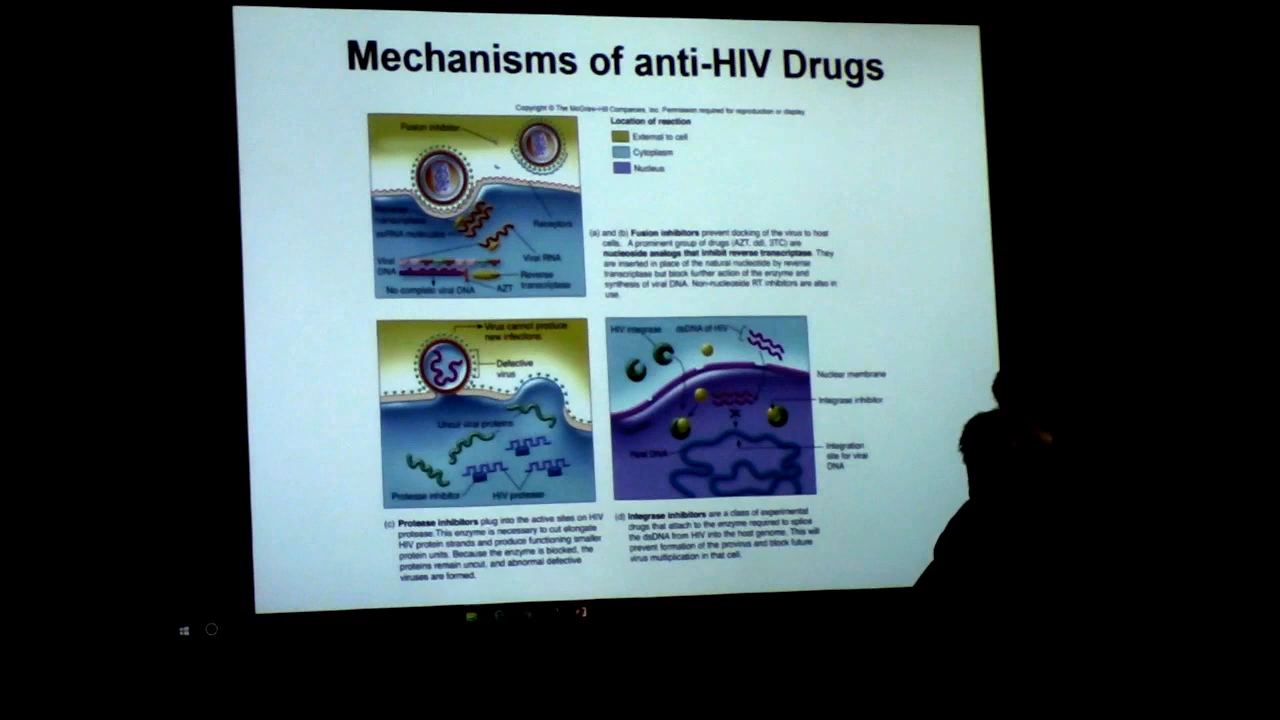 Mechanisms of anti-HIV Drugs
Copyright © The McGraw-Hill Companies, Inc. Permission required for reproduction or display
Location of reaction
External to cell
Cytoplasm
Nucleus
Fusion inhibitor
Reverse
transcriptase
ssRNA molecules
Receptors
Viral RNA
Viral
DNA
Reverse
transcriptase
No complete viral DNA
AZT
(a) and (b) Fusion inhibitors prevent docking of the virus to host
cells. A prominent group of drugs (AZT, ddI, 3TC) are
nucleoside analogs that inhibit reverse transcriptase. They
are inserted in place of the natural nucleotide by reverse
transcriptase but block further action of the enzyme and
synthesis of viral DNA. Non-nucleoside RT inhibitors are also in
use.
Virus cannot produce
new infections.
Defective
virus
Uncut viral proteins
Protease inhibitor
HIV protease
HIV integrase
dsDNA of HIV
Nuclear membrane
Integrase inhibitor
Integration
site for viral
DNA
Host DNA
(c) Protease inhibitors plug into the active sites on HIV
protease. This enzyme is necessary to cut elongate
HIV protein strands and produce functioning smaller
protein units. Because the enzyme is blocked, the
proteins remain uncut, and abnormal defective
viruses are formed.
(d) Integrase inhibitors are a class of experimental
drugs that attach to the enzyme required to splice
the dsDNA from HIV into the host genome. This will
prevent formation of the provirus and block future
virus multiplication in that cell.